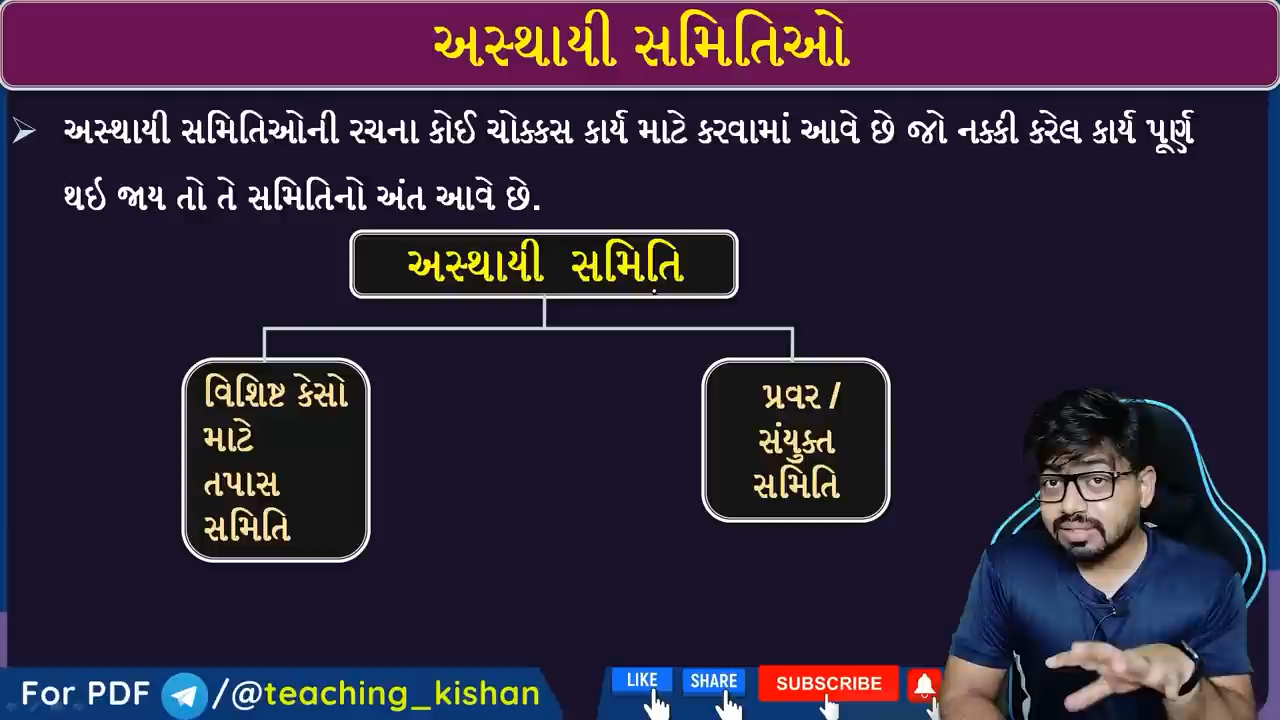 અસ્થાયી સમિતિઓ
અસ્થાયી સમિતિઓની રચના કોઈ ચોક્કસ કાર્ય માટે કરવામાં આવે છે જો નક્કી કરેલ કાર્ય પૂર્ણ
થઇ જાય તો તે સમિતિનો અંત આવે છે.
અસ્થાયી સમિતિ
વિશિષ્ટ કેસો
માટે
તપાસ
સમિતિ
પ્રવર /
સંયુક્ત
સમિતિ
For PDF /@teaching_kishan
LIKE SHARE SUBSCRIBE